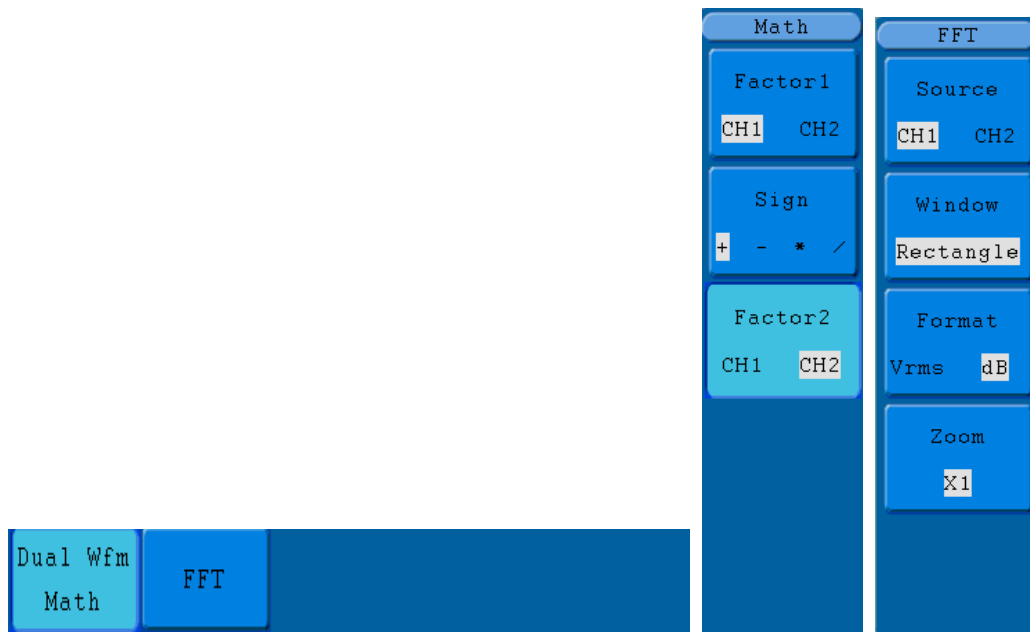 Math
Factor1
CH1 CH2
Sign
+ - * /
Factor2
CH1 CH2
FFT
Source
CH1 CH2
Window
Rectangle
Format
Vrms dB
Zoom
X1
Dual Wfm
Math
FFT